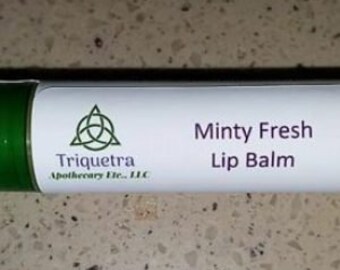 Triquetra
Apothecary Etc., LLC
Minty Fresh
Lip Balm